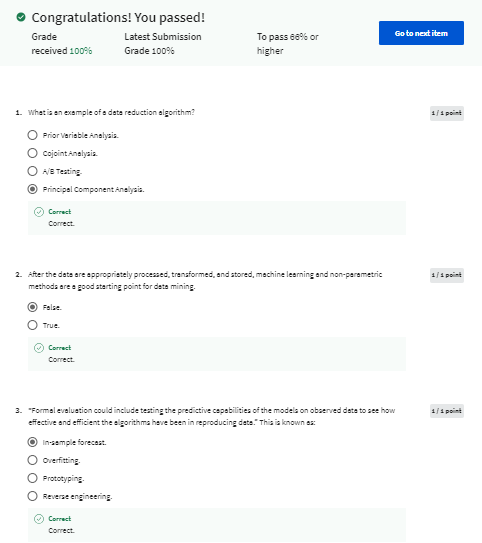 Congratulations! You passed!
Grade
received 100%
Latest Submission
Grade 100%
To pass 66% or
higher
Go to next item
1. What is an example of a data reduction algorithm?
1 / 1 point
Prior Variable Analysis.
Cojoint Analysis.
A/B Testing.
Principal Component Analysis.
Correct
Correct.
2. After the data are appropriately processed, transformed, and stored, machine learning and non-parametric
methods are a good starting point for data mining.
1 / 1 point
False.
True.
Correct
Correct.
3. "Formal evaluation could include testing the predictive capabilities of the models on observed data to see how
effective and efficient the algorithms have been in reproducing data." This is known as:
1 / 1 point
In-sample forecast.
Overfitting.
Prototyping.
Reverse engineering.
Correct
Correct.